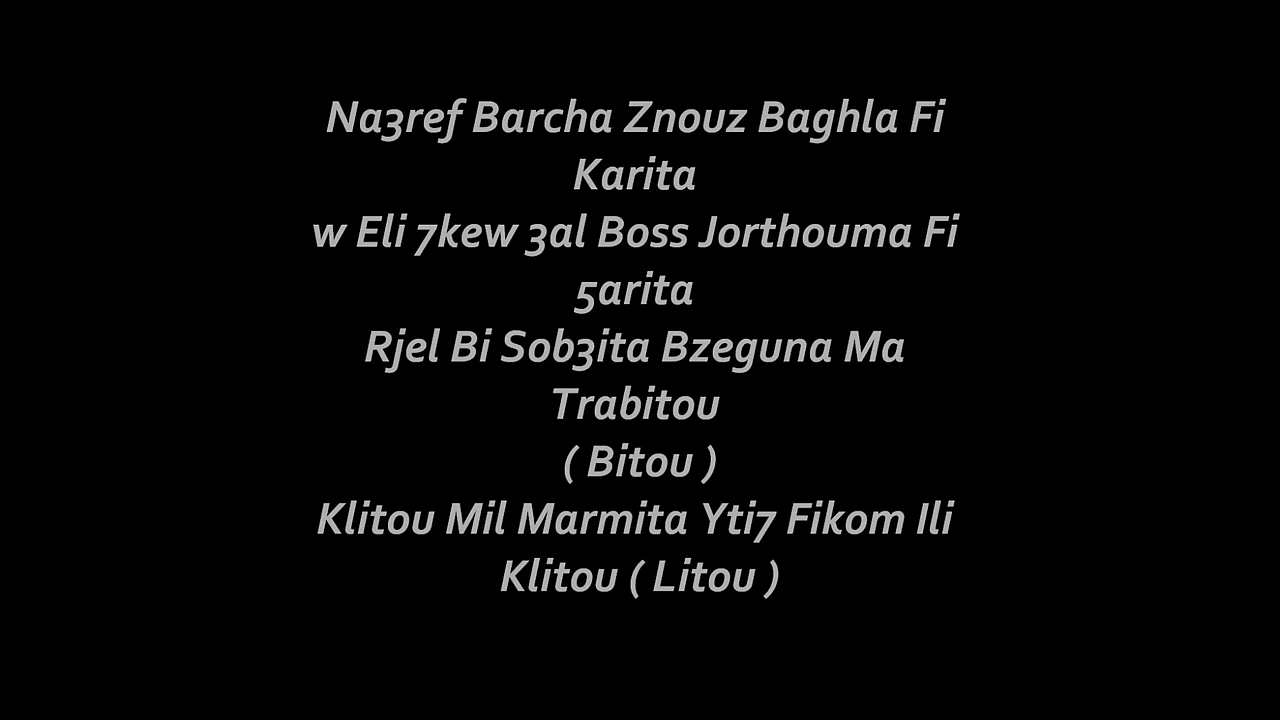 Na3ref Barcha Znouz Baghla Fi
Karita
w Eli 7kew 3al Boss Jorthouma Fi
5arita
Rjel Bi Sob3ita Bzeguna Ma
Trabitou
( Bitou )
Klitou Mil Marmita Yti7 Fikom Ili
Klitou ( Litou )